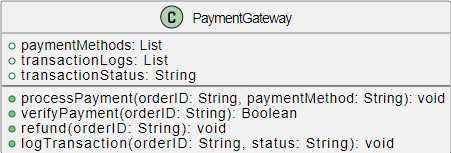 C PaymentGateway
paymentMethods: List
transactionLogs: List
transactionStatus: String
processPayment(orderID: String, paymentMethod: String): void
verifyPayment(orderID: String): Boolean
refund(orderID: String): void
logTransaction(orderID: String, status: String): void